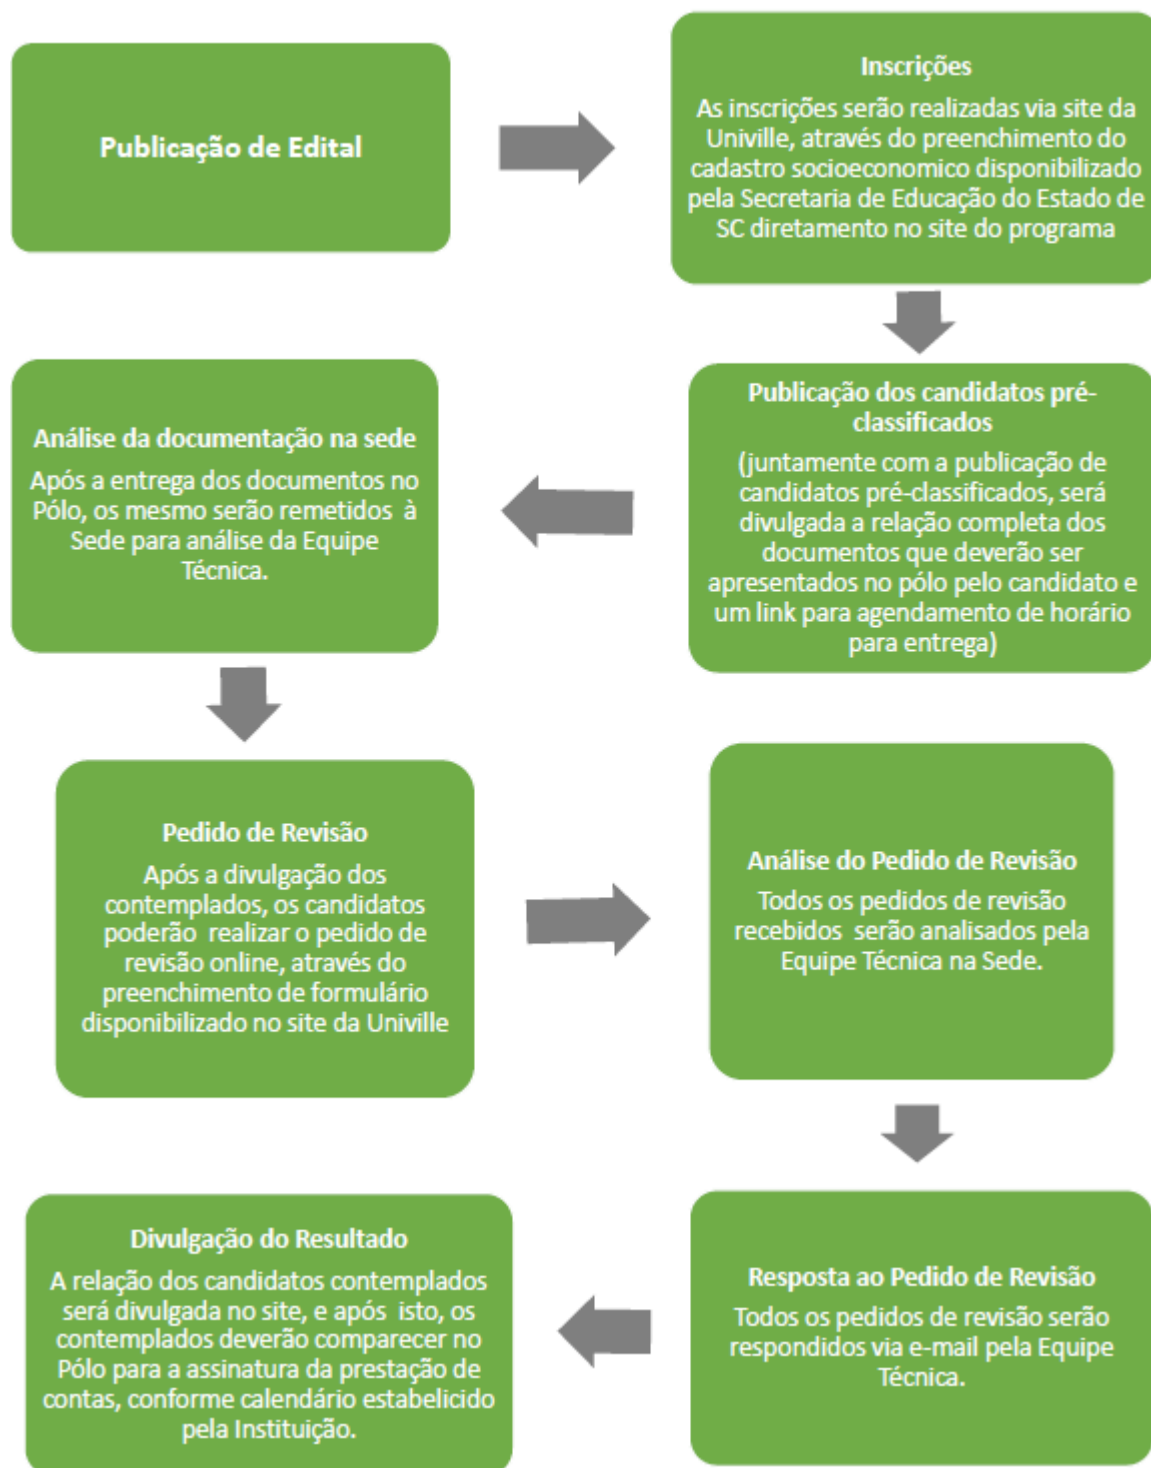 Publicação de Edital
Inscrições
As inscrições serão realizadas via site da
Univille, através do preenchimento do
cadastro socioeconomico disponibilizado
pela Secretaria de Educação do Estado de
SC diretamento no site do programa
Publicação dos candidatos pré-
classificados
(juntamente com a publicação de
candidatos pré-classificados, será
divulgada a relação completa dos
documentos que deverão ser
apresentados no pólo pelo candidato e
um link para agendamento de horário
para entrega)
Análise da documentação na sede
Após a entrega dos documentos no
Pólo, os mesmo serão remetidos à
Sede para análise da Equipe
Técnica.
Pedido de Revisão
Após a divulgação dos
contemplados, os candidatos
poderão realizar o pedido de
revisão online, através do
preenchimento de formulário
disponibilizado no site da Univille
Análise do Pedido de Revisão
Todos os pedidos de revisão
recebidos serão analisados pela
Equipe Técnica na Sede.
Resposta ao Pedido de Revisão
Todos os pedidos de revisão serão
respondidos via e-mail pela Equipe
Técnica.
Divulgação do Resultado
A relação dos candidatos contemplados
será divulgada no site, e após isto, os
contemplados deverão comparecer no
Pólo para a assinatura da prestação de
contas, conforme calendário estabelicido
pela Instituição.